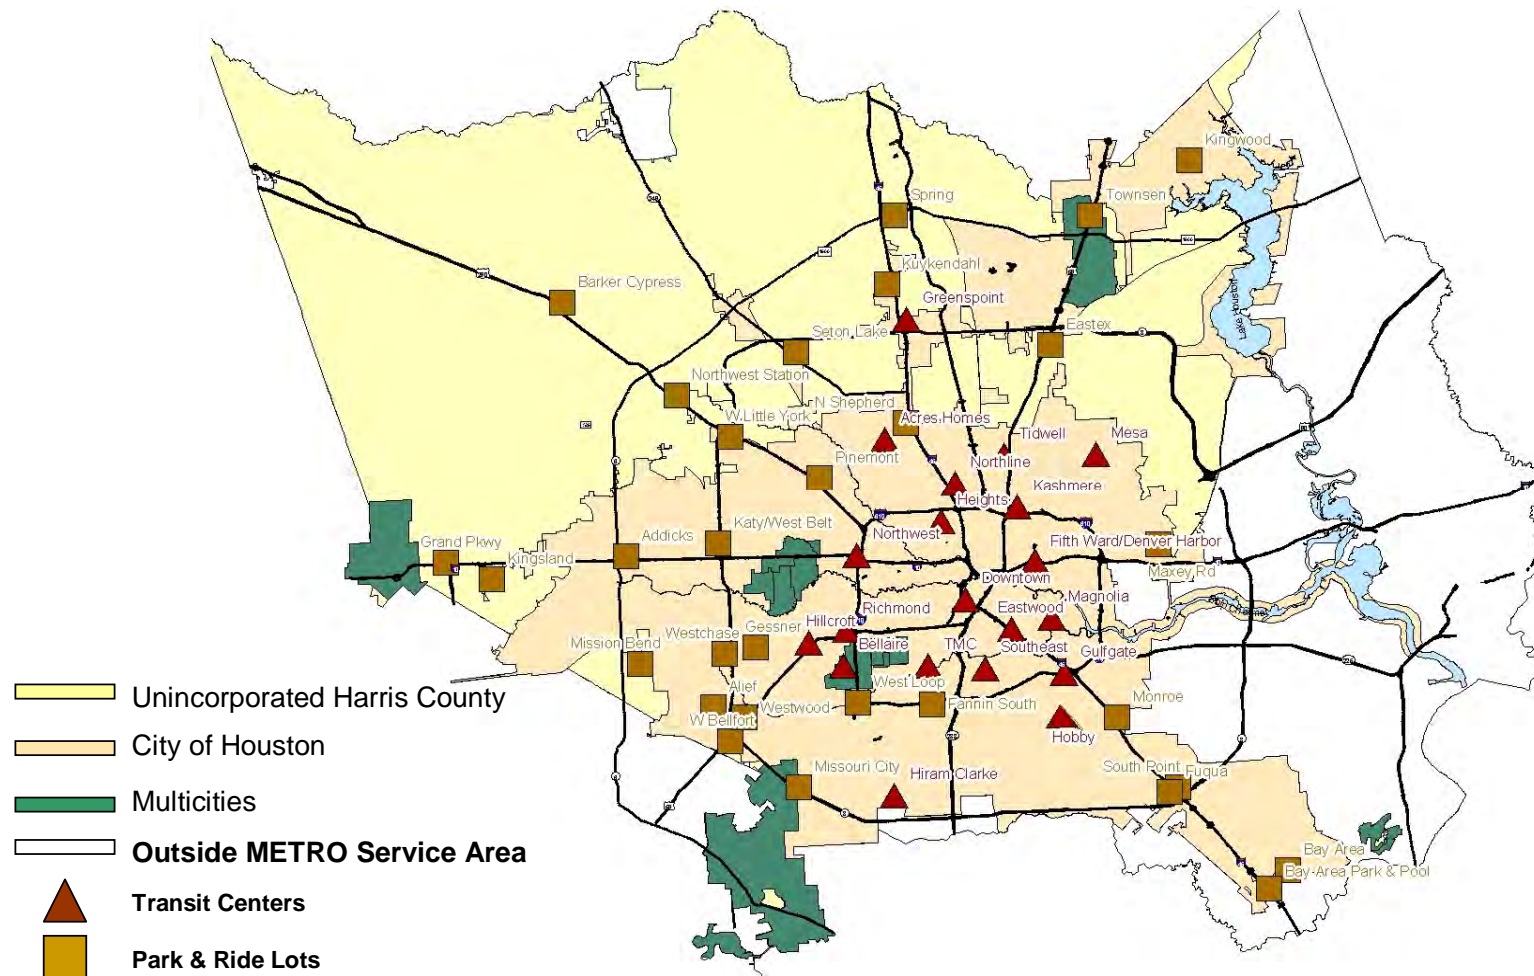 Kingwood
Spring
Townsen
Kuykendahl
Barker Cypress
Greenspoint
Seton Lake
Eastex
Lake Houston
Northwest Station
N Shepherd
W Little York
Acres Homes
Tidwell
Mesa
Pinemont
Northline
Heights
Kashmere
Katy/West Belt
Addicks
Northwest
Grand Pkwy
Kingsland
Fifth Ward/Denver Harbor
Maxey Rd
Downtown
Magnolia
Richmond
Eastwood
Hillcroft
Gessner
Westchase
Mission Bend
Bellaire
TMC
Southeast
Gulfgate
Alief
West Loop
Westwood
Fannin South
Monroe
W Bellfort
Hobby
Missouri City
Hiram Clarke
South Point
Fuqua
Bay Area
Bay Area Park & Pool
Unincorporated Harris County
City of Houston
Multicities
Outside METRO Service Area
Transit Centers
Park & Ride Lots